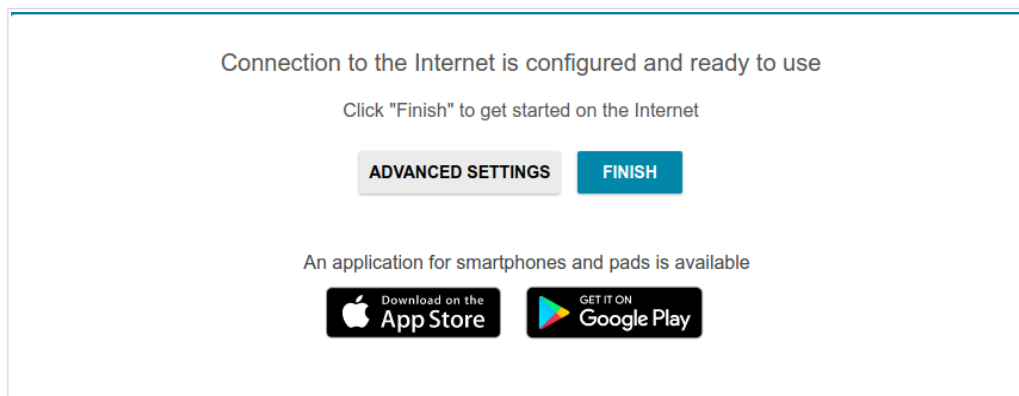 Connection to the Internet is configured and ready to use
Click "Finish" to get started on the Internet
ADVANCED SETTINGS FINISH
An application for smartphones and pads is available
Download on the GET IT ON
App Store Google Play